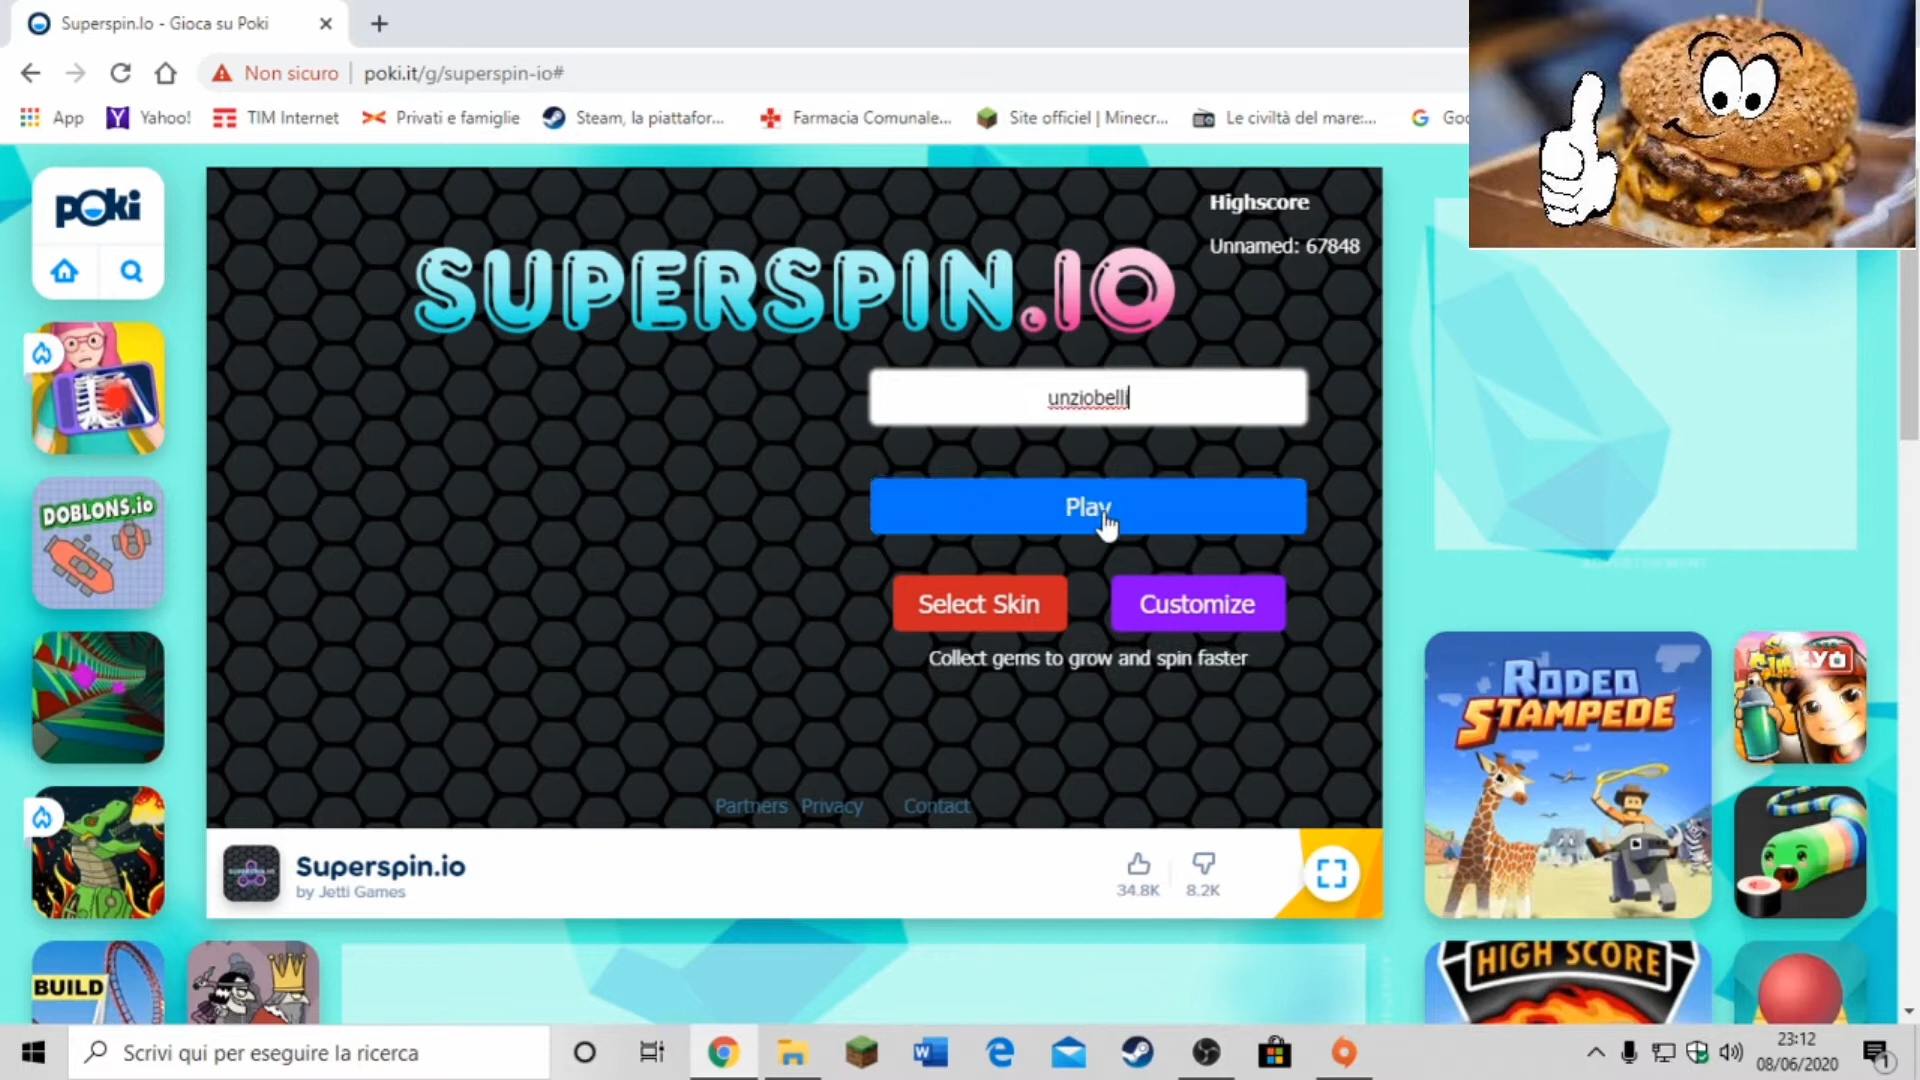 Superspin.Io - Gioca su Poki
Non sicuro
poki.it/g/superspin-io#
App
Yahoo!
TIM Internet
Privati e famiglie
Steam, la piattafor...
Farmacia Comunale...
Site officiel | Minecr...
Le civiltà del mare:...
Goo
poki
Highscore
Unnamed: 67848
SUPERSPIN.IO
unziobelli
Play
Select Skin
Customize
Collect gems to grow and spin faster
Partners
Privacy
Contact
Superspin.io
by Jetti Games
34.8K
8.2K
DOBLONS.io
BUILD
ADVERTISEMENT
RODEO
STAMPEDE
HIGH SCORE
Scrivi qui per eseguire la ricerca
23:12
08/06/2020
1